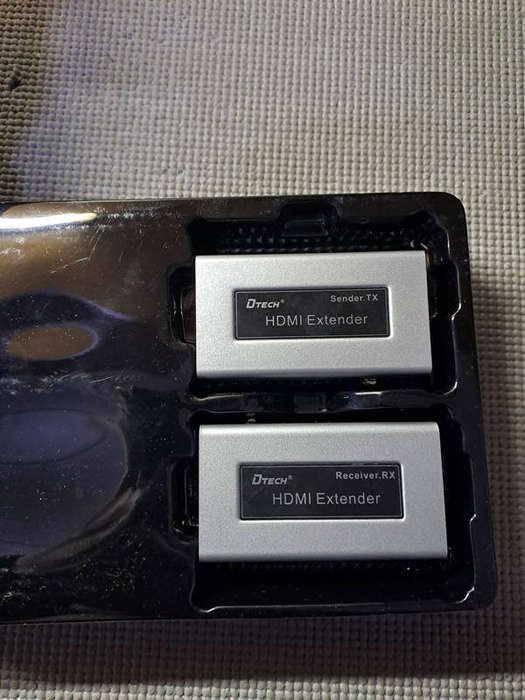 DTECH® Sender.TX
HDMI Extender
DTECH® Receiver.RX
HDMI Extender